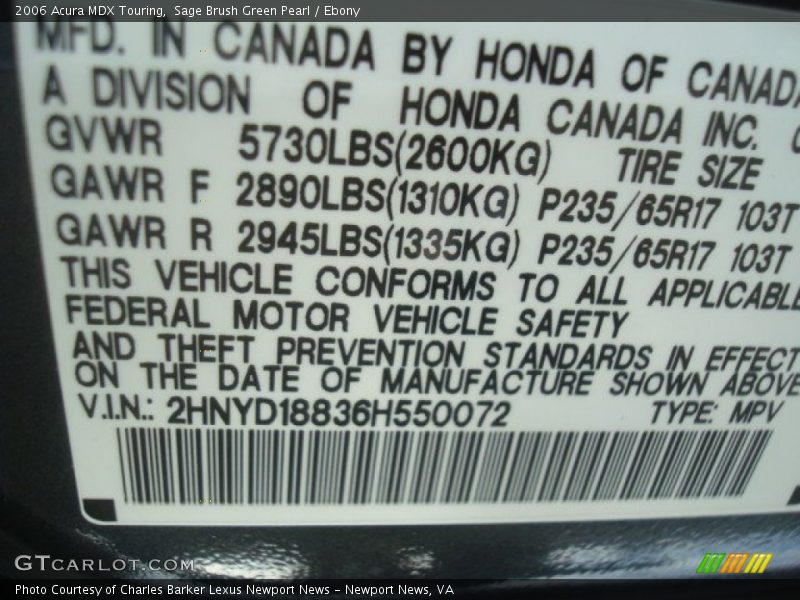 2006 Acura MDX Touring, Sage Brush Green Pearl / Ebony
MFD. IN CANADA BY HONDA OF CANADA
A DIVISION OF HONDA CANADA INC.
GVWR 5730LBS(2600KG) TIRE SIZE
GAWR F 2890LBS(1310KG) P235/65R17 103T
GAWR R 2945LBS(1335KG) P235/65R17 103T
THIS VEHICLE CONFORMS TO ALL APPLICABLE
FEDERAL MOTOR VEHICLE SAFETY
AND THEFT PREVENTION STANDARDS IN EFFECT
ON THE DATE OF MANUFACTURE SHOWN ABOVE
V.I.N.: 2HNYD18836H550072 TYPE: MPV
GTCARLOT.COM
Photo Courtesy of Charles Barker Lexus Newport News – Newport News, VA